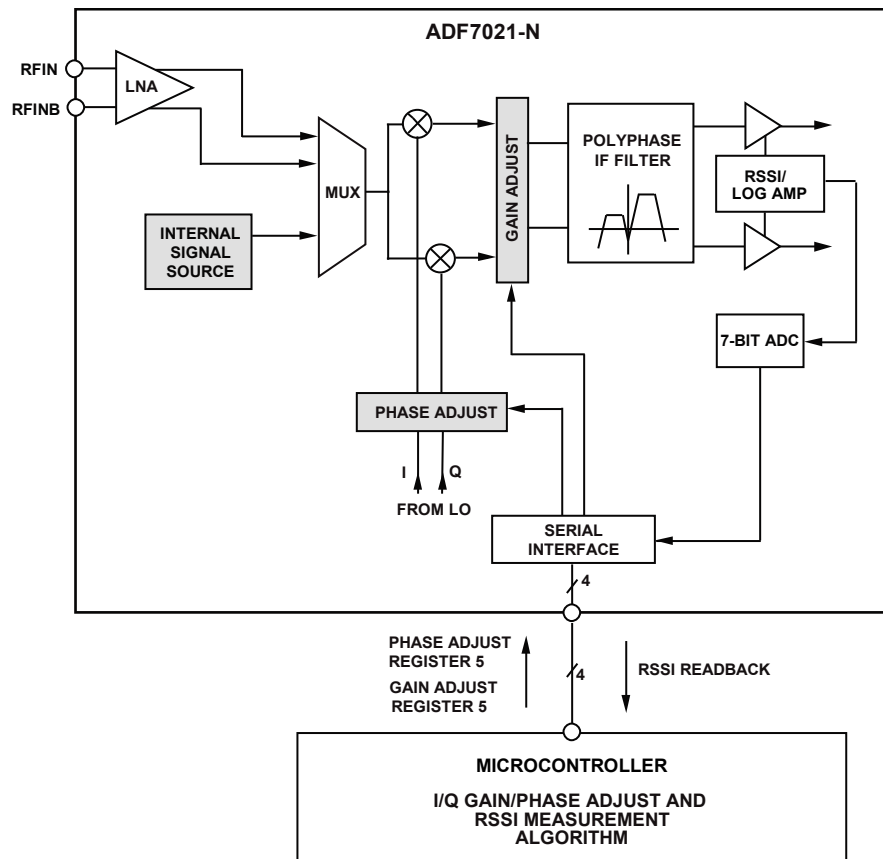 ADF7021-N
RFIN
LNA
RFINB
MUX
INTERNAL
SIGNAL
SOURCE
GAIN ADJUST
POLYPHASE
IF FILTER
RSSI/
LOG AMP
7-BIT ADC
PHASE ADJUST
I
Q
FROM LO
SERIAL
INTERFACE
4
PHASE ADJUST
REGISTER 5
GAIN ADJUST
REGISTER 5
4
RSSI READBACK
MICROCONTROLLER
I/Q GAIN/PHASE ADJUST AND
RSSI MEASUREMENT
ALGORITHM